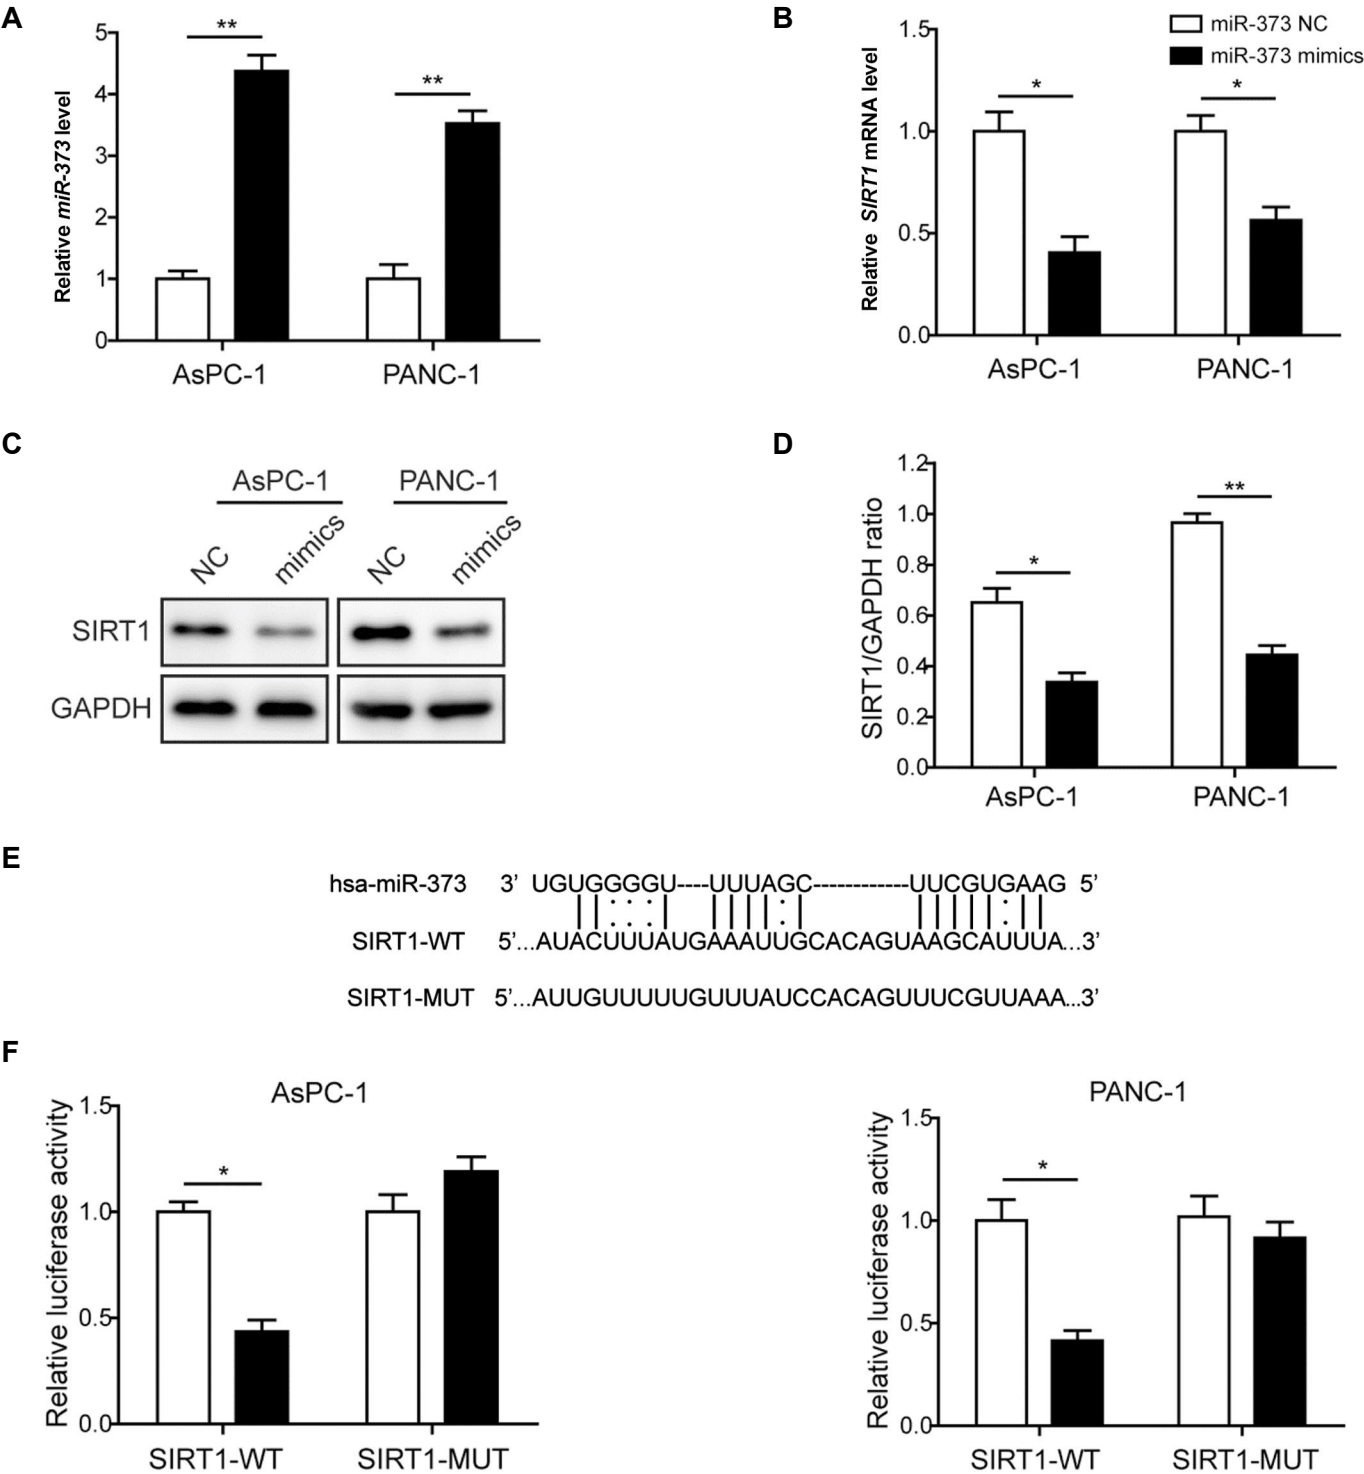 A
**
**
Relative miR-373 level
5
4
3
2
1
0
AsPC-1
PANC-1
B
miR-373 NC
miR-373 mimics
*
*
Relative SIRT1 mRNA level
1.5
1.0
0.5
0.0
AsPC-1
PANC-1
C
AsPC-1
PANC-1
NC
mimics
NC
mimics
SIRT1
GAPDH
D
*
**
SIRT1/GAPDH ratio
1.2
1.0
0.8
0.6
0.4
0.2
0.0
AsPC-1
PANC-1
E
hsa-miR-373 3’ UGUGGGGU----UUUAGC------------UUCGUGAAG 5’
SIRT1-WT 5’...AUACUUUAUGAAAUUGCACAGUAAGCAUUUA...3’
SIRT1-MUT 5’...AUUGUUUUUGUUUAUCCACAGUUUCGUUAAA...3’
F
AsPC-1
*
Relative luciferase activity
1.5
1.0
0.5
0.0
SIRT1-WT
SIRT1-MUT
PANC-1
*
Relative luciferase activity
1.5
1.0
0.5
0.0
SIRT1-WT
SIRT1-MUT